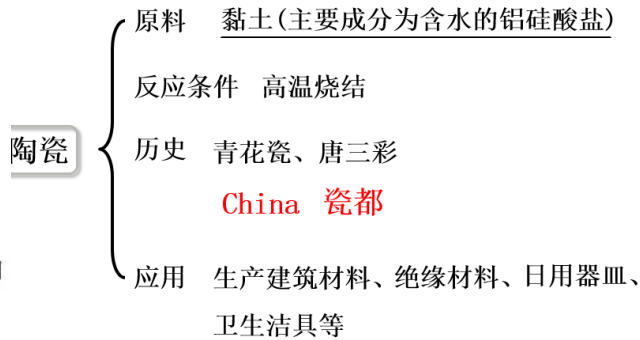 原料 黏土(主要成分为含水的铝硅酸盐)
反应条件 高温烧结
陶瓷
历史 青花瓷、唐三彩
China 瓷都
应用 生产建筑材料、绝缘材料、日用器皿、
卫生洁具等